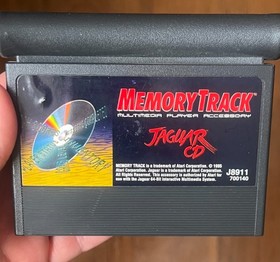 MEMORYTRACK™
MULTIMEDIA PLAYER ACCESSORY
JAGUAR
CD
MEMORY TRACK is a trademark of Atari Corporation. © 1995
Atari Corporation. Jaguar is a trademark of Atari Corporation.
All Rights Reserved. This accessory is authorized by Atari for
use with the Jaguar 64-Bit Interactive Multimedia System.
J8911
700140